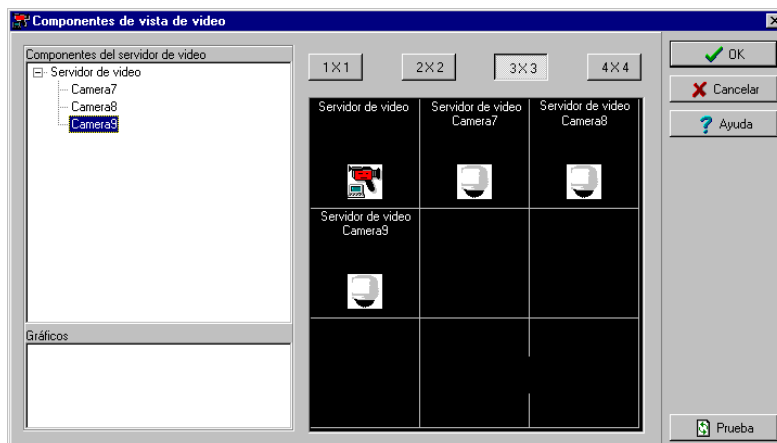 Componentes de vista de video
Componentes del servidor de video
Servidor de video
Camera7
Camera8
Camera9
Gráficos
1X1
2X2
3X3
4X4
Servidor de video
Servidor de video
Camera7
Servidor de video
Camera8
Servidor de video
Camera9
OK
Cancelar
Ayuda
Prueba